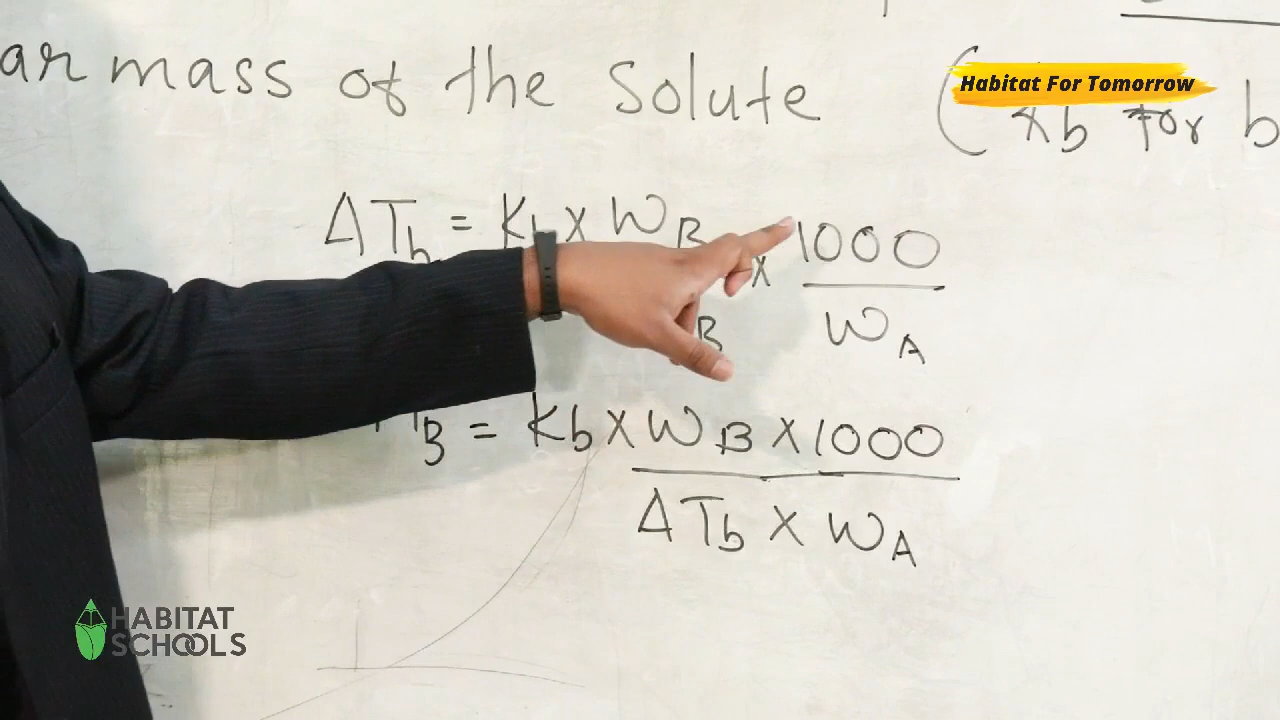 mass of the Solute
Habitat For Tomorrow
( for b
ΔTb = Kb x WB x 1000
B WA
B = Kb x WB x 1000
ΔTb x WA
HABITAT
SCHOOLS